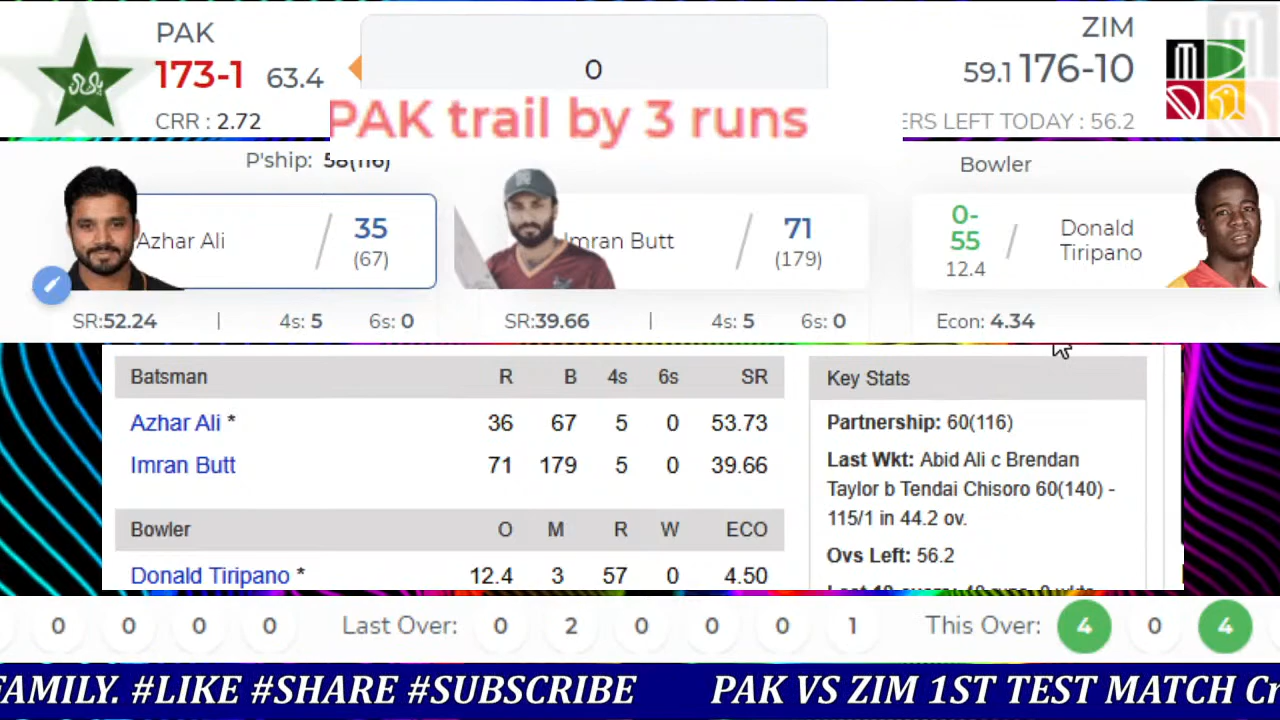 PAK
173-1 63.4
CRR : 2.72
0
PAK trail by 3 runs
ZIM
59.1 176-10
ERS LEFT TODAY : 56.2
P'ship: 58(116)
Azhar Ali 35 (67)
SR:52.24 | 4s: 5 6s: 0
Imran Butt 71 (179)
SR:39.66 | 4s: 5 6s: 0
Bowler
0-55 12.4 Donald Tiripano
Econ: 4.34
Batsman R B 4s 6s SR
Azhar Ali * 36 67 5 0 53.73
Imran Butt 71 179 5 0 39.66
Bowler O M R W ECO
Donald Tiripano * 12.4 3 57 0 4.50
Key Stats
Partnership: 60(116)
Last Wkt: Abid Ali c Brendan
Taylor b Tendai Chisoro 60(140) -
115/1 in 44.2 ov.
Ovs Left: 56.2
0 0 0 0 Last Over: 0 2 0 0 0 1 This Over: 4 0 4
FAMILY. #LIKE #SHARE #SUBSCRIBE PAK VS ZIM 1ST TEST MATCH Cr